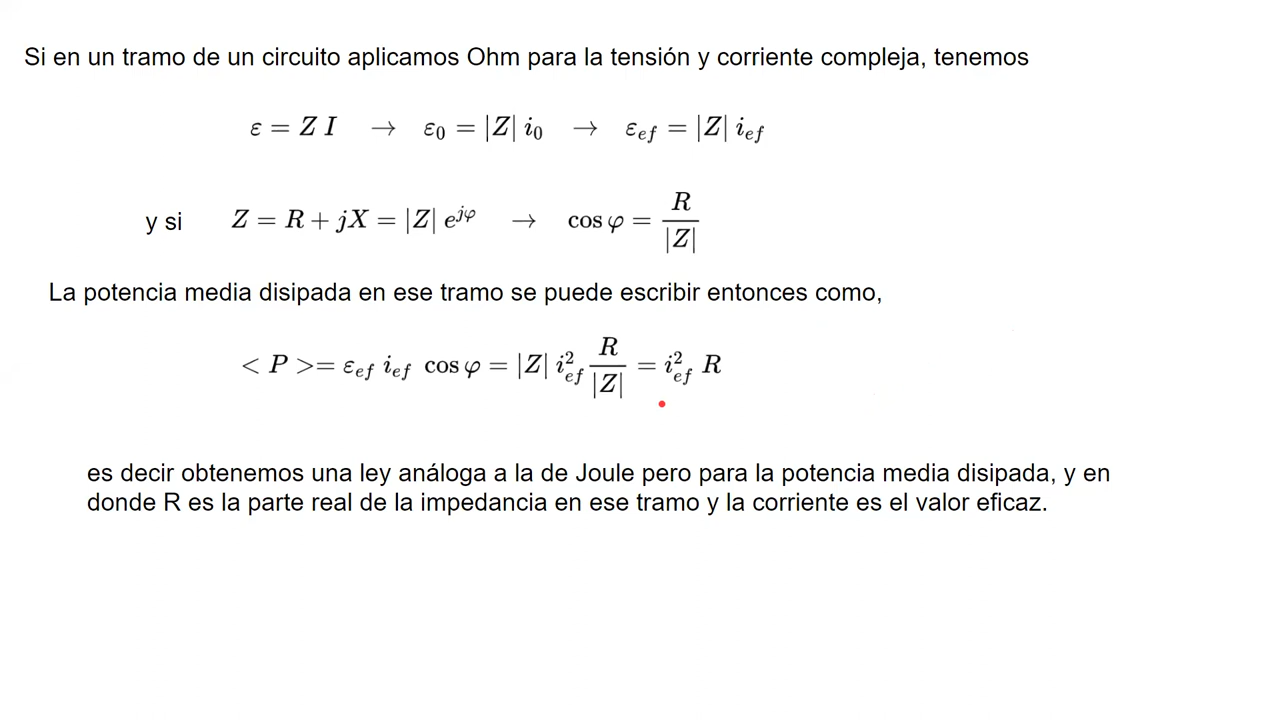 Si en un tramo de un circuito aplicamos Ohm para la tensión y corriente compleja, tenemos
ε = Z I → ε₀ = |Z| i₀ → ε_ef = |Z| i_ef
y si Z = R + jX = |Z| e^{jφ} → cos φ = R/|Z|
La potencia media disipada en ese tramo se puede escribir entonces como,
< P >= ε_ef i_ef cos φ = |Z| i²_ef R/|Z| = i²_ef R
es decir obtenemos una ley análoga a la de Joule pero para la potencia media disipada, y en
donde R es la parte real de la impedancia en ese tramo y la corriente es el valor eficaz.